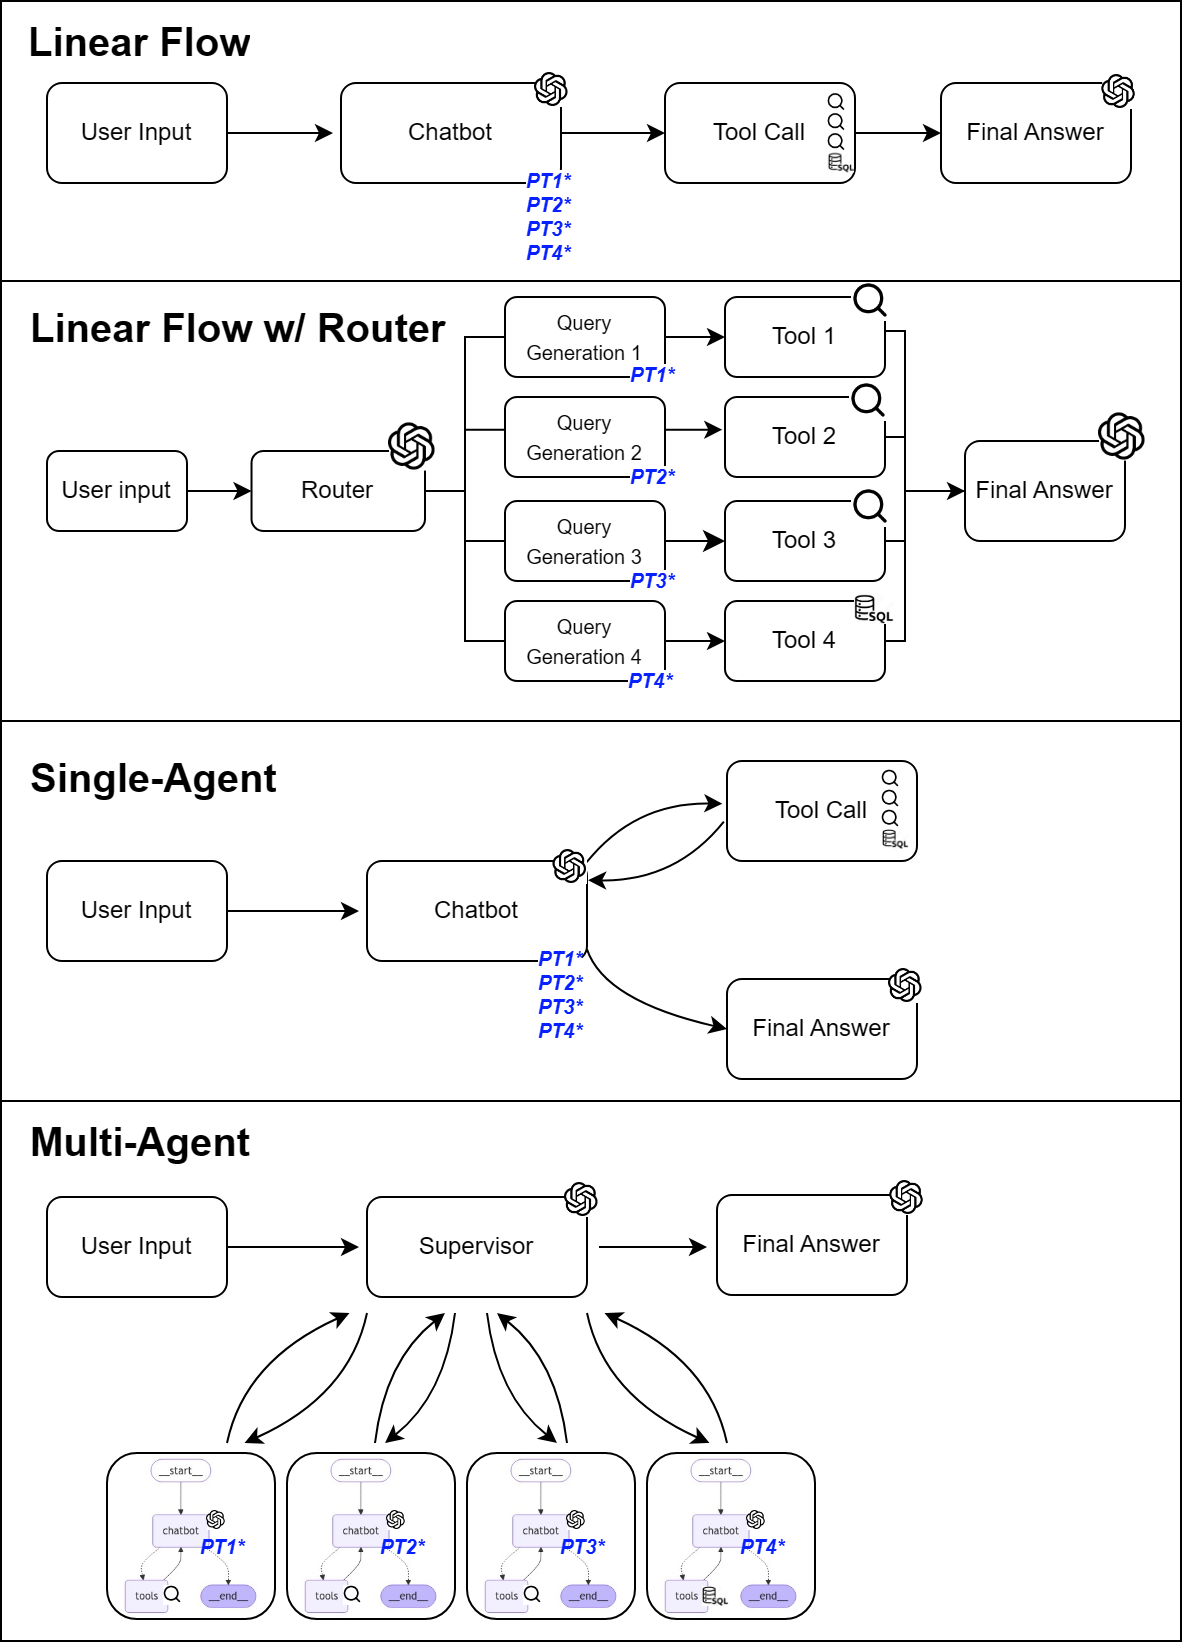 Linear Flow
User Input
Chatbot
Tool Call
Final Answer
SQL
PT1*
PT2*
PT3*
PT4*
Linear Flow w/ Router
User input
Router
Query
Generation 1
PT1*
Tool 1
Query
Generation 2
PT2*
Tool 2
Query
Generation 3
PT3*
Tool 3
Query
Generation 4
PT4*
Tool 4
SQL
Final Answer
Single-Agent
User Input
Chatbot
PT1*
PT2*
PT3*
PT4*
Tool Call
SQL
Final Answer
Multi-Agent
User Input
Supervisor
Final Answer
__start__
chatbot
PT1*
tools
__end__
__start__
chatbot
PT2*
tools
__end__
__start__
chatbot
PT3*
tools
__end__
__start__
chatbot
PT4*
tools
SQL
__end__